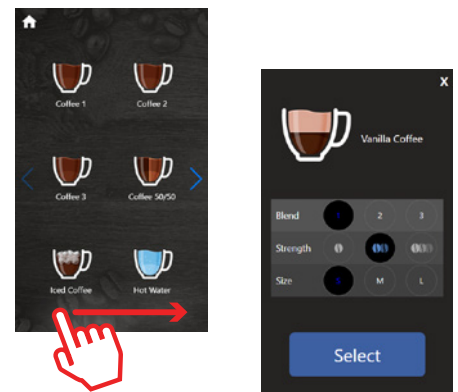 Coffee 1
Coffee 2
Coffee 3
Coffee 50/50
Iced Coffee
Hot Water
X
Vanilla Coffee
Blend 1 2 3
Strength
Size S M L
Select